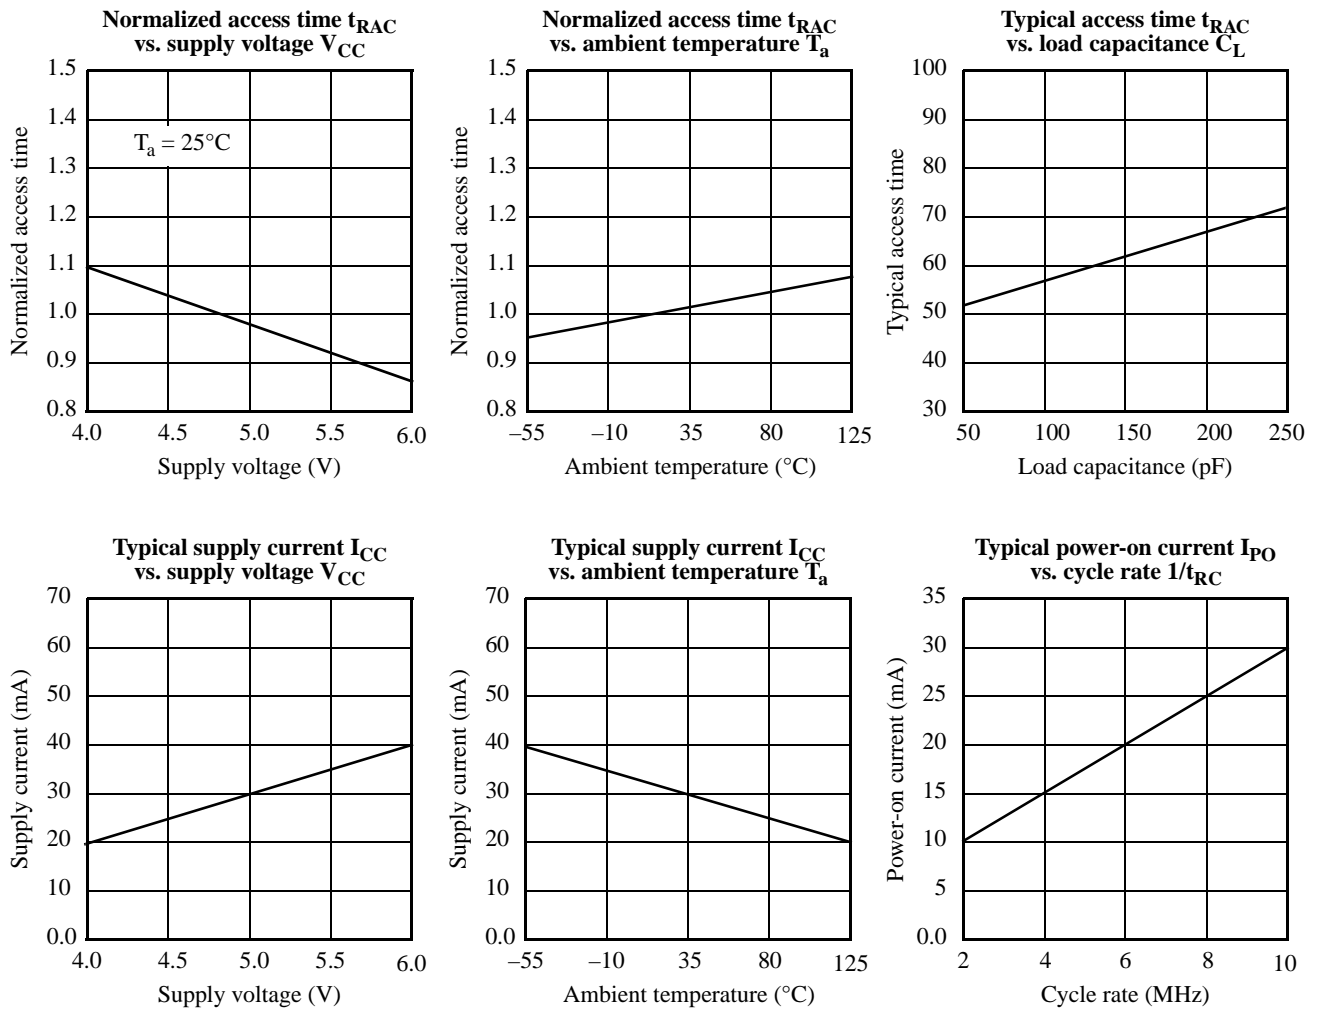 Normalized access time tRAC
vs. supply voltage VCC
1.5
1.4
1.3
1.2
1.1
1.0
0.9
0.8
Ta = 25°C
Normalized access time
4.0 4.5 5.0 5.5 6.0
Supply voltage (V)
Normalized access time tRAC
vs. ambient temperature Ta
1.5
1.4
1.3
1.2
1.1
1.0
0.9
0.8
Normalized access time
–55 –10 35 80 125
Ambient temperature (°C)
Typical access time tRAC
vs. load capacitance CL
100
90
80
70
60
50
40
30
Typical access time
50 100 150 200 250
Load capacitance (pF)
Typical supply current ICC
vs. supply voltage VCC
70
60
50
40
30
20
10
0.0
Supply current (mA)
4.0 4.5 5.0 5.5 6.0
Supply voltage (V)
Typical supply current ICC
vs. ambient temperature Ta
70
60
50
40
30
20
10
0.0
Supply current (mA)
–55 –10 35 80 125
Ambient temperature (°C)
Typical power-on current IPO
vs. cycle rate 1/tRC
35
30
25
20
15
10
5
0.0
Power-on current (mA)
2 4 6 8 10
Cycle rate (MHz)